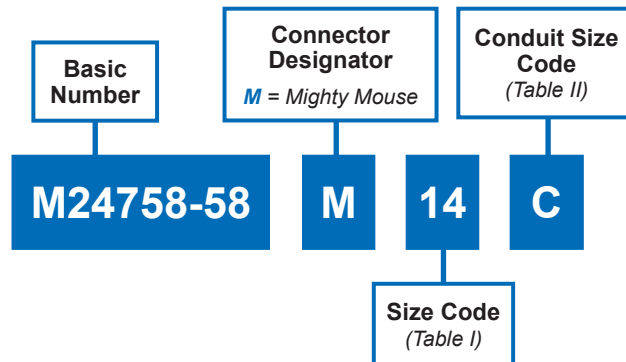 Basic
Number
Connector
Designator
M = Mighty Mouse
Conduit Size
Code
(Table II)
M24758-58
M
14
C
Size Code
(Table I)